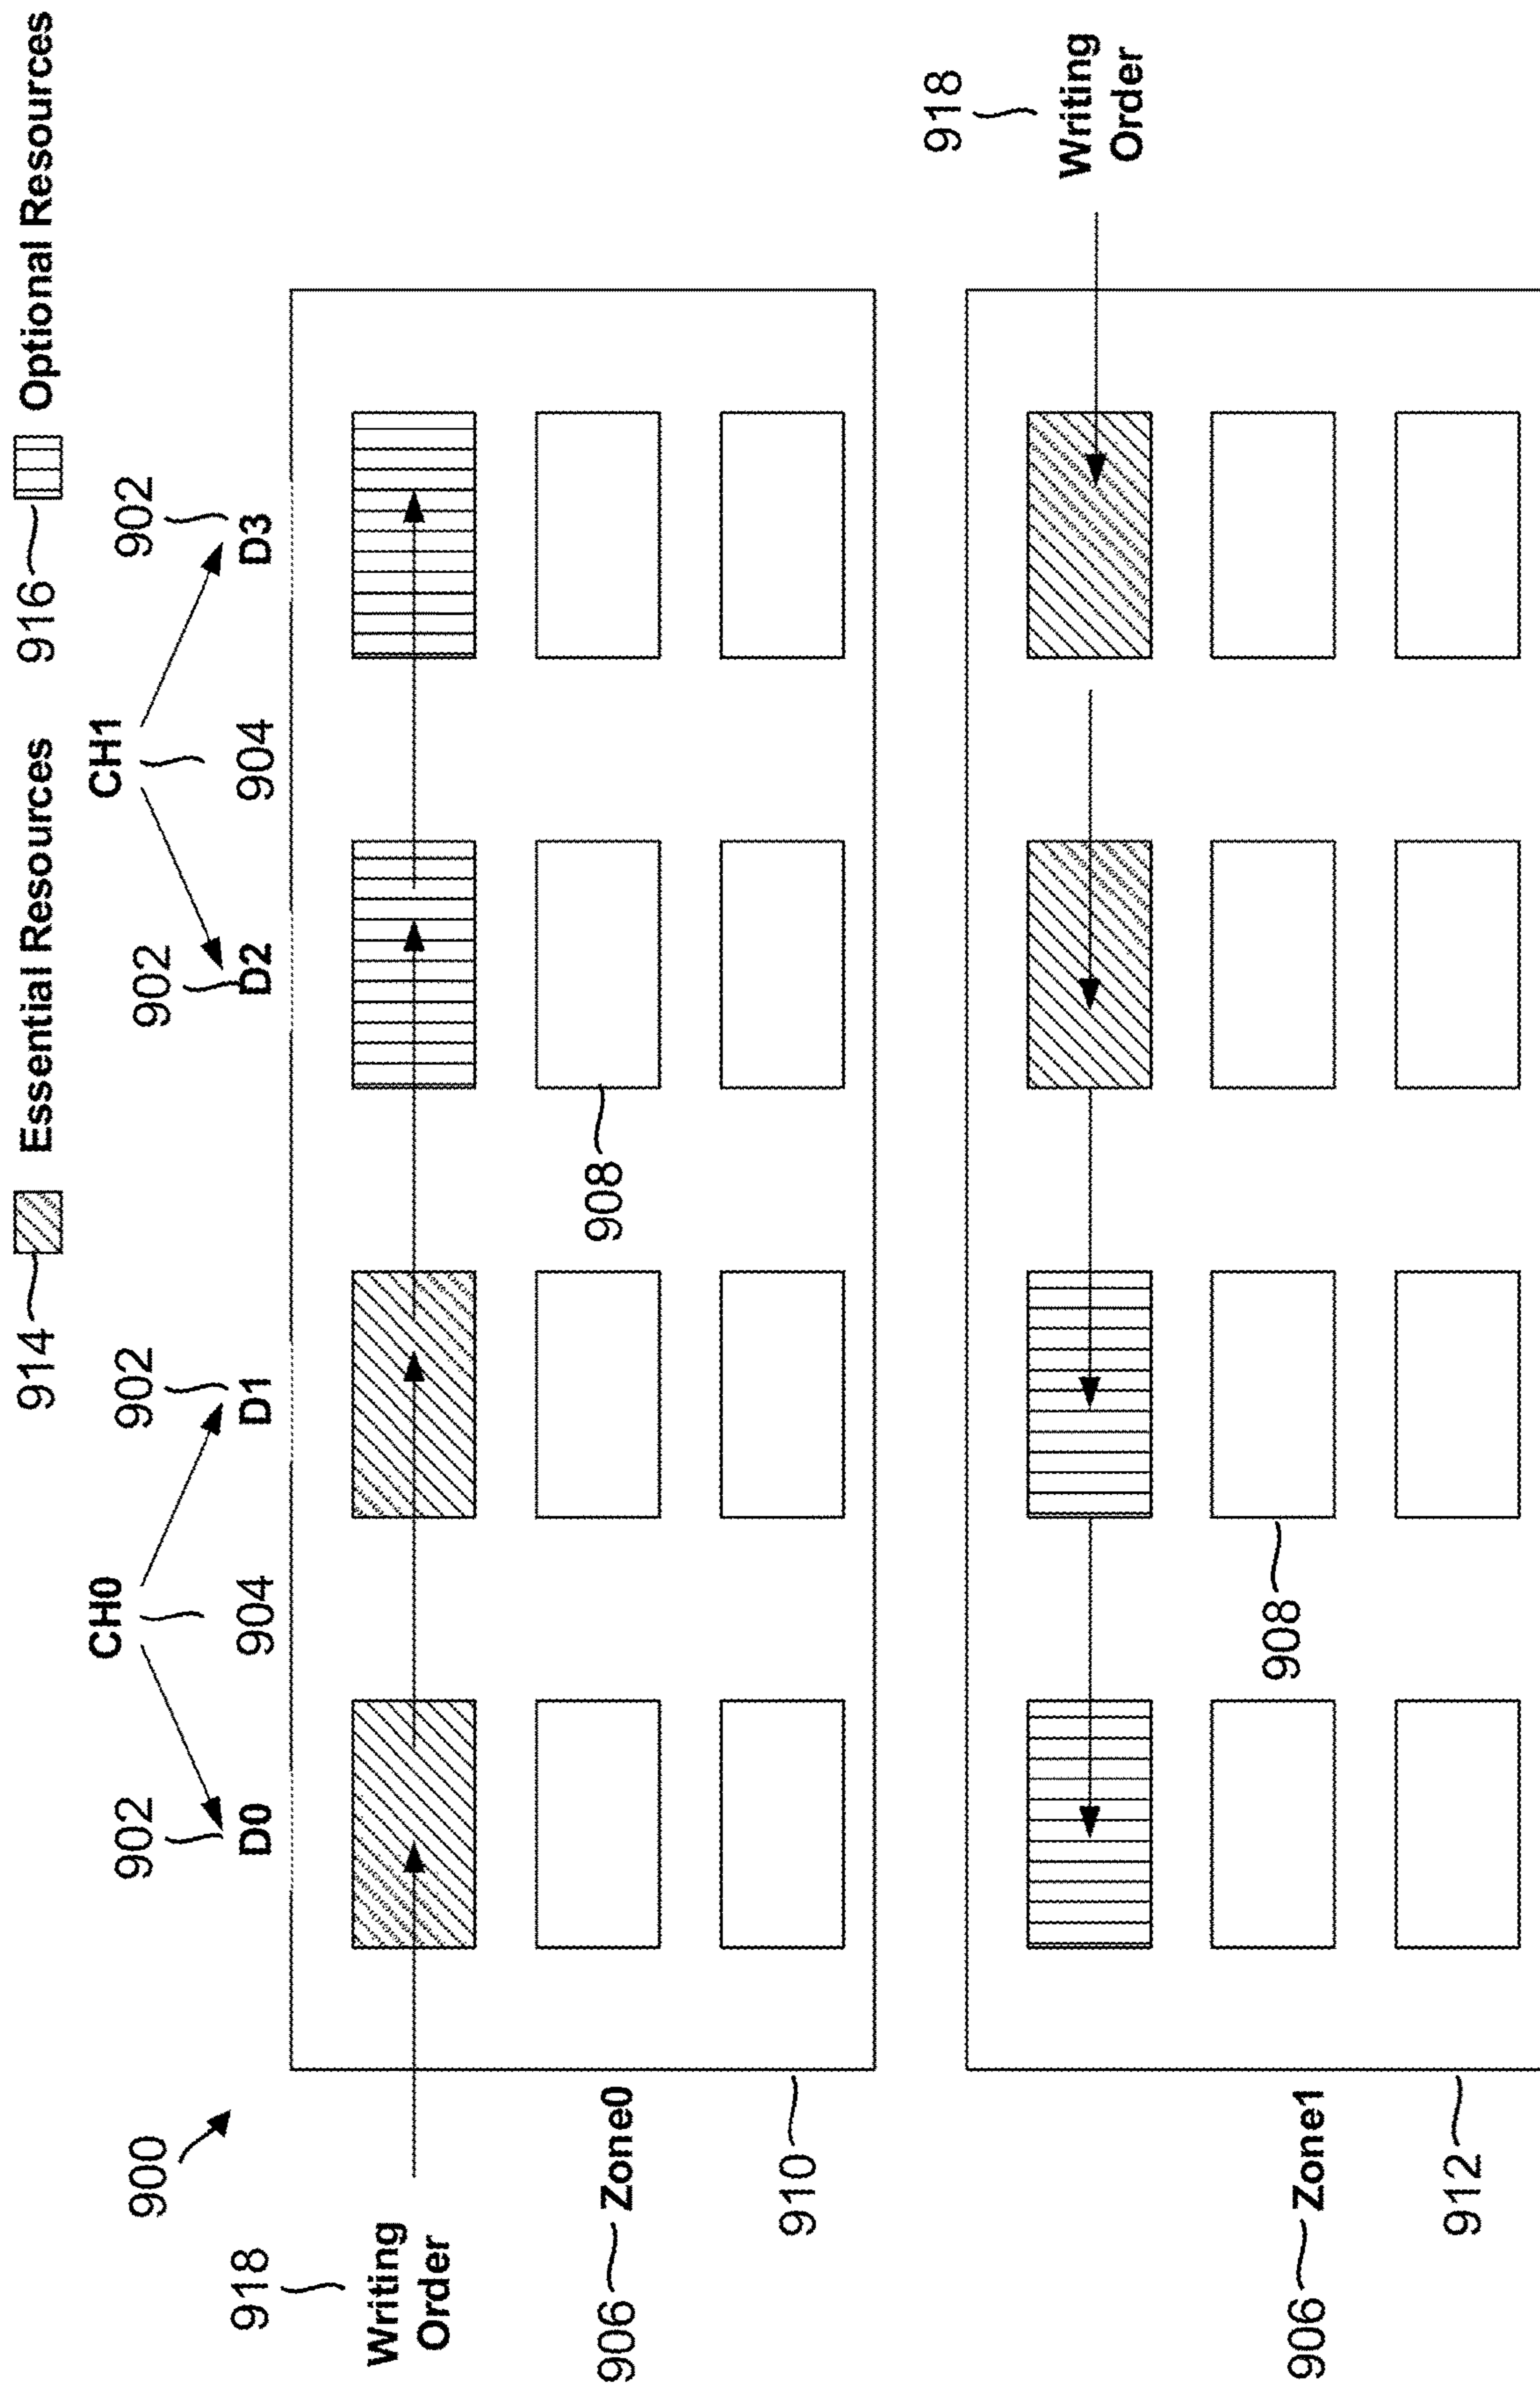 914
Essential Resources
916
Optional Resources
CH0
CH1
900
902
904
902
902
904
902
D0
D1
D2
D3
918
Writing
Order
906
Zone0
908
910
918
Writing
Order
906
Zone1
908
912